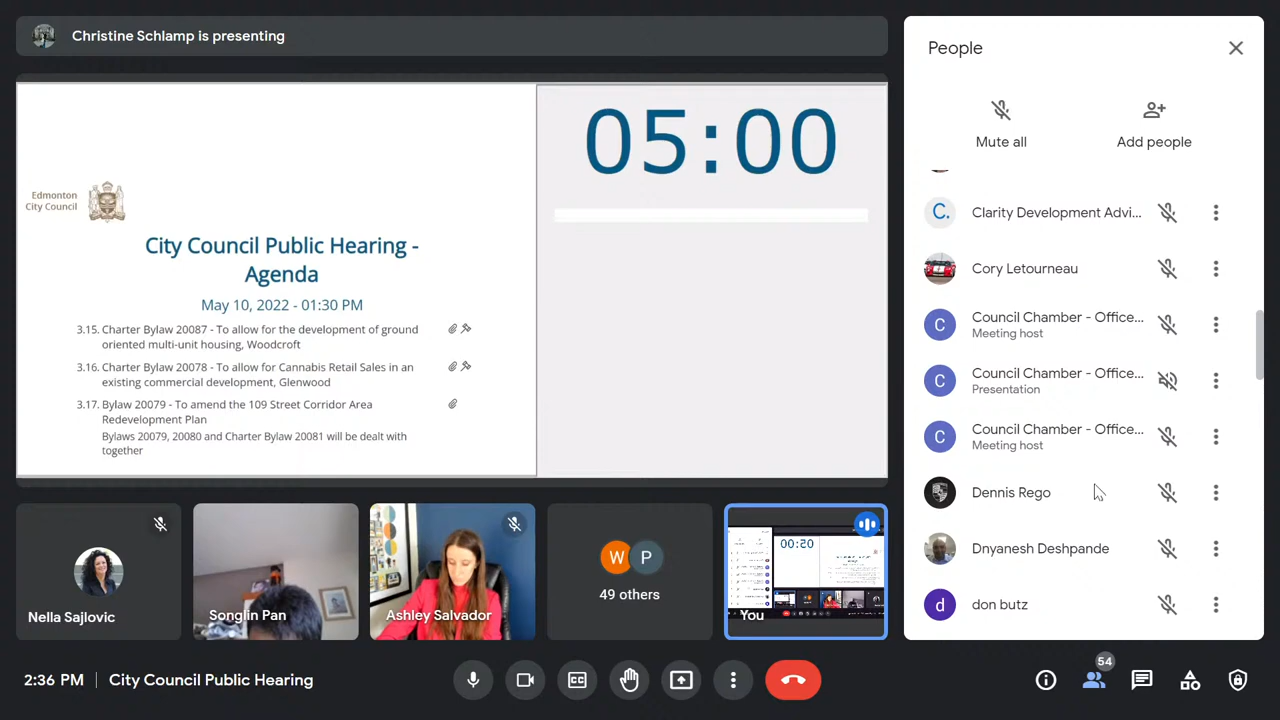 Christine Schlamp is presenting
Edmonton
City Council
City Council Public Hearing -
Agenda
May 10, 2022 - 01:30 PM
3.15. Charter Bylaw 20087 - To allow for the development of ground
oriented multi-unit housing, Woodcroft
3.16. Charter Bylaw 20078 - To allow for Cannabis Retail Sales in an
existing commercial development, Glenwood
3.17. Bylaw 20079 - To amend the 109 Street Corridor Area
Redevelopment Plan
Bylaws 20079, 20080 and Charter Bylaw 20081 will be dealt with
together
05:00
Nella Sajlovic
Songlin Pan
Ashley Salvador
W P
49 others
05:00
You
People
Mute all
Add people
C. Clarity Development Advi...
Cory Letourneau
C Council Chamber - Office...
Meeting host
C Council Chamber - Office...
Presentation
C Council Chamber - Office...
Meeting host
Dennis Rego
Dnyanesh Deshpande
d don butz
2:36 PM | City Council Public Hearing
54